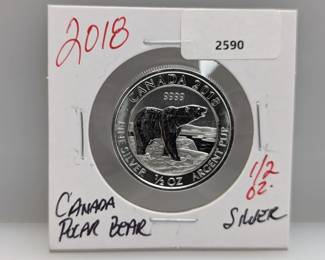 2018
2590
CANADA 2018
9999
FINE SILVER ½ OZ ARGENT PUR
1/2
OZ.
CANADA
POLAR BEAR
SILVER